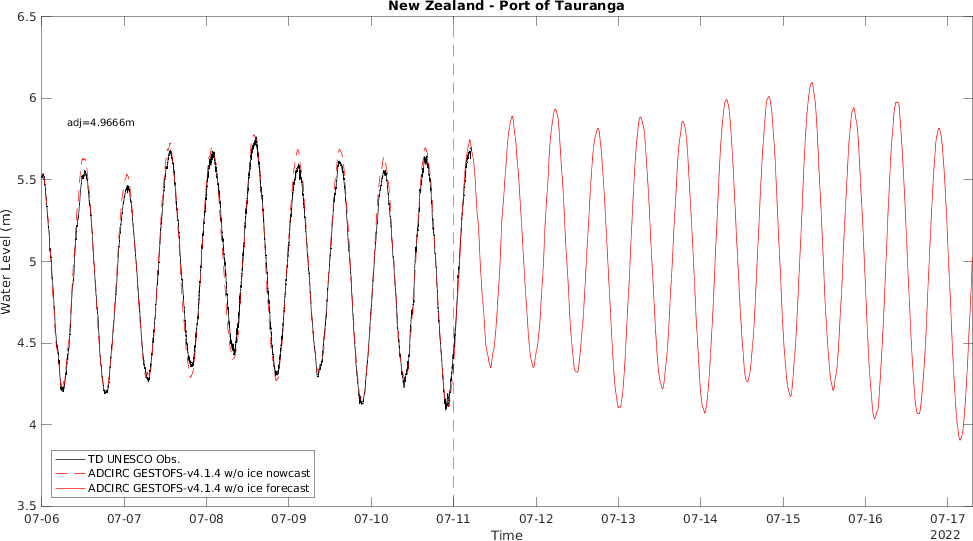 New Zealand - Port of Tauranga
6.5
6
5.5
5
4.5
4
3.5
Water Level (m)
adj=4.9666m
TD UNESCO Obs.
ADCIRC GESTOFS-v4.1.4 w/o ice nowcast
ADCIRC GESTOFS-v4.1.4 w/o ice forecast
07-06 07-07 07-08 07-09 07-10 07-11 07-12 07-13 07-14 07-15 07-16 07-17
2022
Time